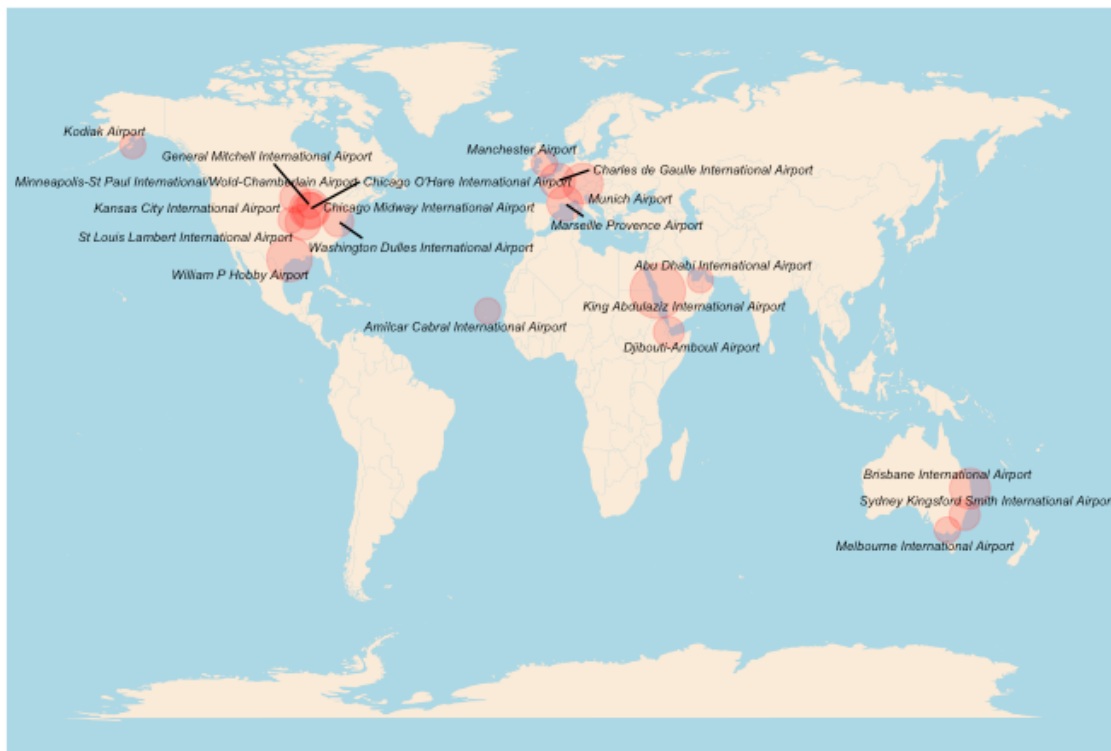 Kodiak Airport
General Mitchell International Airport
Manchester Airport
Charles de Gaulle International Airport
Minneapolis-St Paul International/Wold-Chamberlain Airport
Chicago O'Hare International Airport
Munich Airport
Kansas City International Airport
Chicago Midway International Airport
Marseille Provence Airport
St Louis Lambert International Airport
Washington Dulles International Airport
William P Hobby Airport
Abu Dhabi International Airport
King Abdulaziz International Airport
Amilcar Cabral International Airport
Djibouti-Ambouli Airport
Brisbane International Airport
Sydney Kingsford Smith International Airpor
Melbourne International Airport